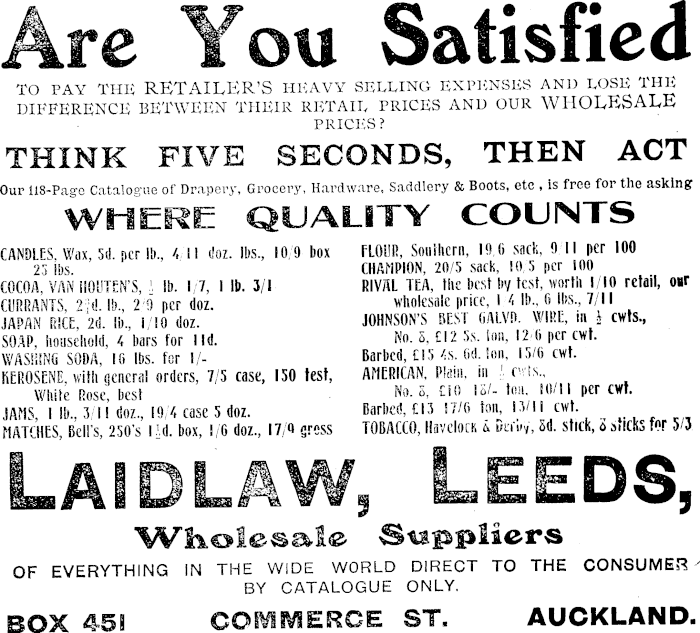 Are You Satisfied
TO PAY THE RETAILER'S HEAVY SELLING EXPENSES AND LOSE THE
DIFFERENCE BETWEEN THEIR RETAIL PRICES AND OUR WHOLESALE
PRICES?
THINK FIVE SECONDS, THEN ACT
Our 118-Page Catalogue of Drapery, Grocery, Hardware, Saddlery & Boots, etc, is free for the asking
WHERE QUALITY COUNTS
CANDLES, Wax, 5d. per lb., 4/11 doz. lbs., 10/9 box
25 lbs.
COCOA, VAN HOUTEN'S, ½ lb. 1/7, 1 lb. 3/1
CURRANTS, 2¾d. lb., 2/9 per doz.
JAPAN RICE, 2d. lb., 1/10 doz.
SOAP, household, 4 bars for 11d.
WASHING SODA, 16 lbs. for 1/-
KEROSENE, with general orders, 7/5 case, 150 test,
White Rose, best
JAMS, 1 lb., 3/11 doz., 19/4 case 5 doz.
MATCHES, Bell's, 250's 1½d. box, 1/6 doz., 17/9 gross
FLOUR, Southern, 19/6 sack, 9/11 per 100
CHAMPION, 20/5 sack, 10/5 per 100
RIVAL TEA, the best by test, worth 1/10 retail, our
wholesale price, 1/4 lb., 6 lbs., 7/11
JOHNSON'S BEST GALVD. WIRE, in ½ cwts.,
No. 8, £12 5s. ton, 12/6 per cwt.
Barbed, £15 4s. 6d. ton, 15/6 cwt.
AMERICAN, Plain, in ½ cwts.,
No. 8, £10 18/- ton, 10/11 per cwt.
Barbed, £13 17/6 ton, 13/11 cwt.
TOBACCO, Havelock & Derby, 8d. stick, 8 sticks for 5/3
LAIDLAW, LEEDS,
Wholesale Suppliers
OF EVERYTHING IN THE WIDE WORLD DIRECT TO THE CONSUMER
BY CATALOGUE ONLY.
BOX 451 COMMERCE ST. AUCKLAND.